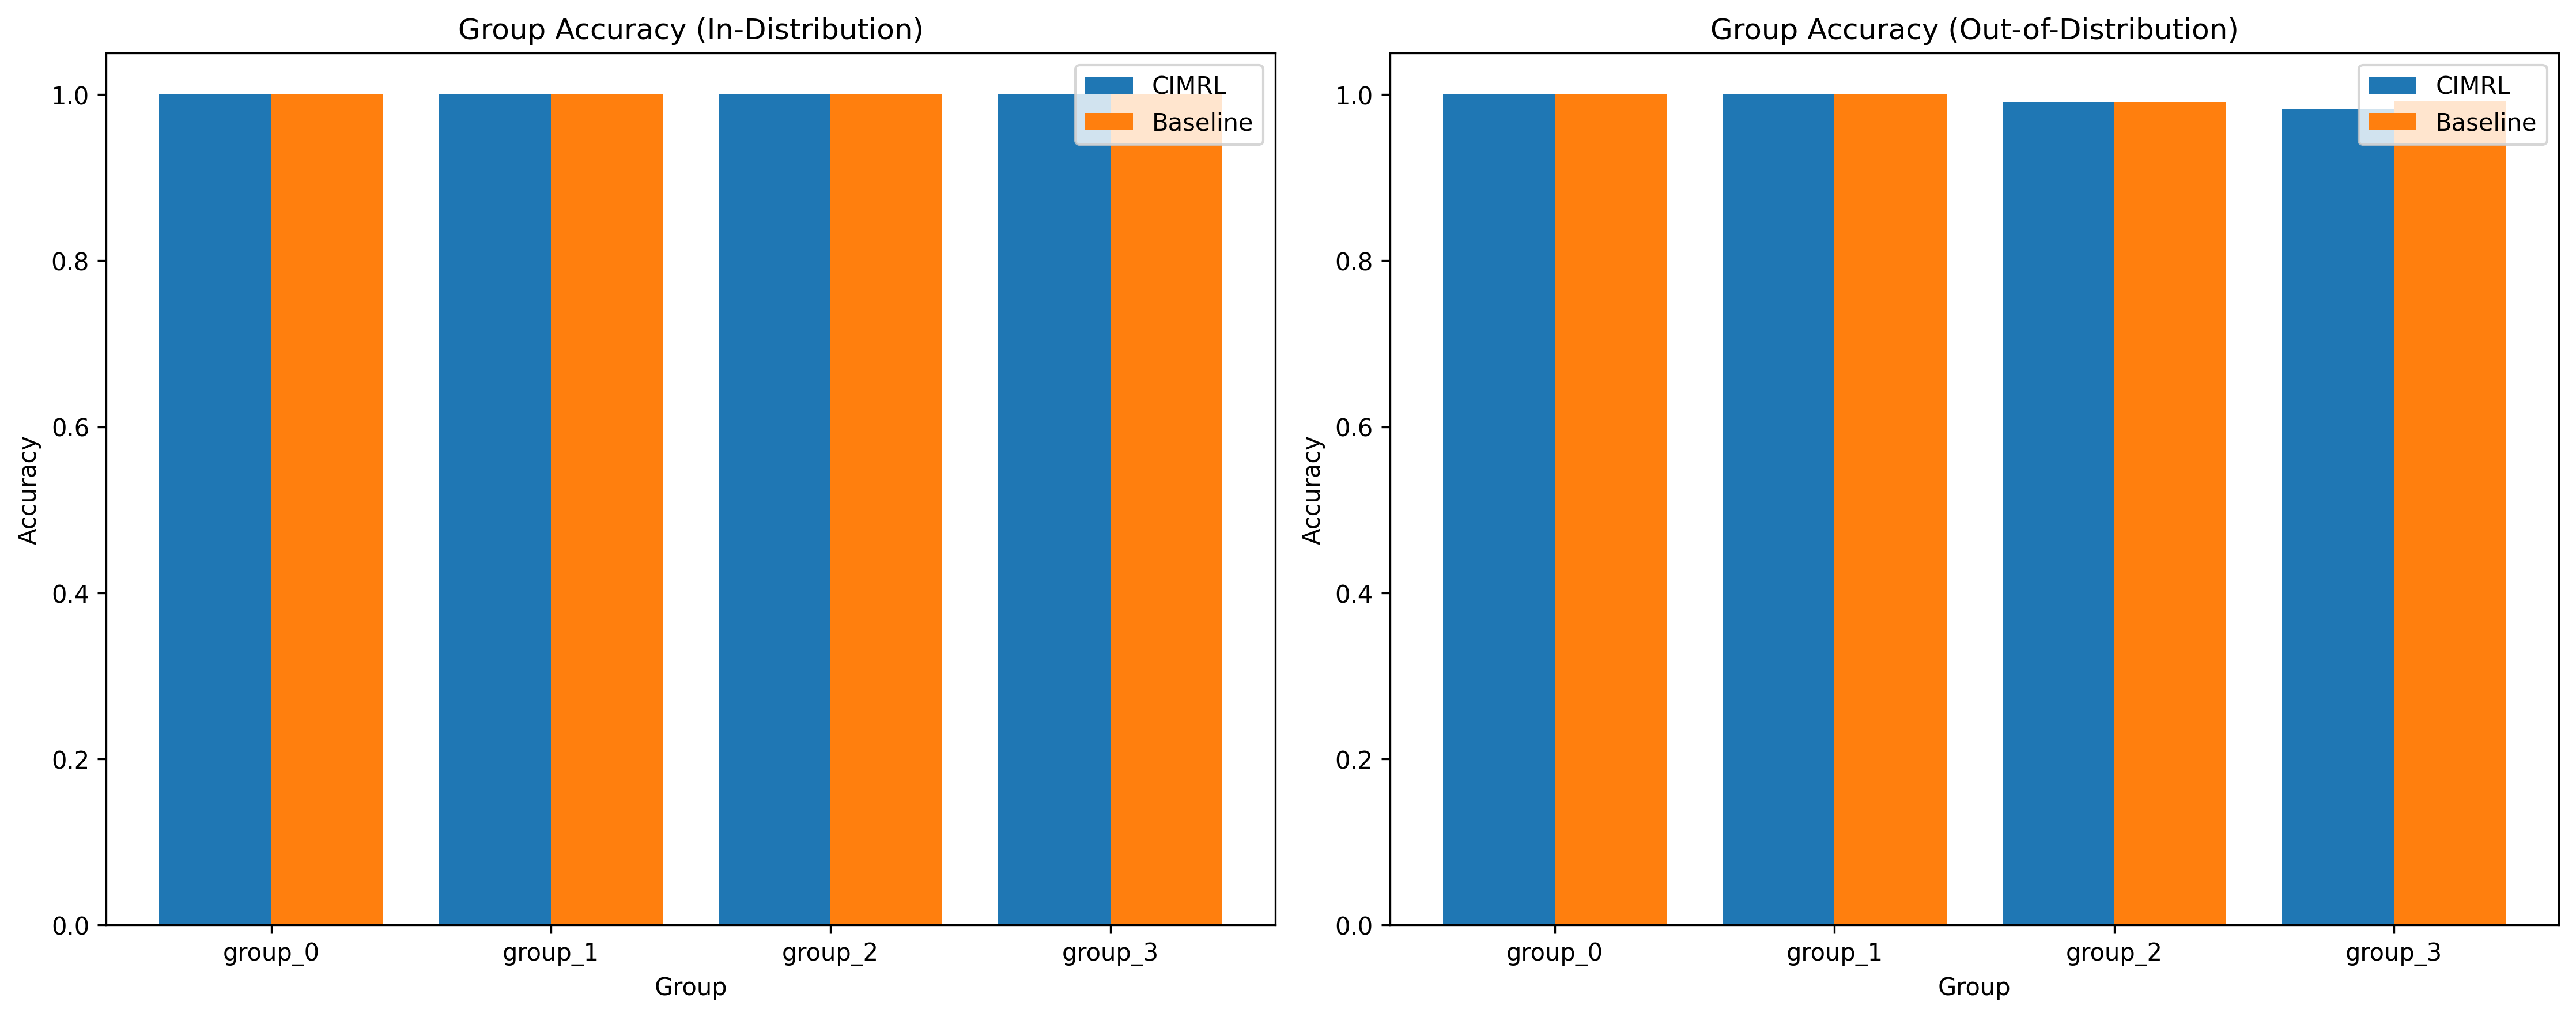 Group Accuracy (In-Distribution)
CIMRL
Baseline
1.0
0.8
0.6
0.4
0.2
0.0
Accuracy
group_0 group_1 group_2 group_3
Group
Group Accuracy (Out-of-Distribution)
CIMRL
Baseline
1.0
0.8
0.6
0.4
0.2
0.0
Accuracy
group_0 group_1 group_2 group_3
Group